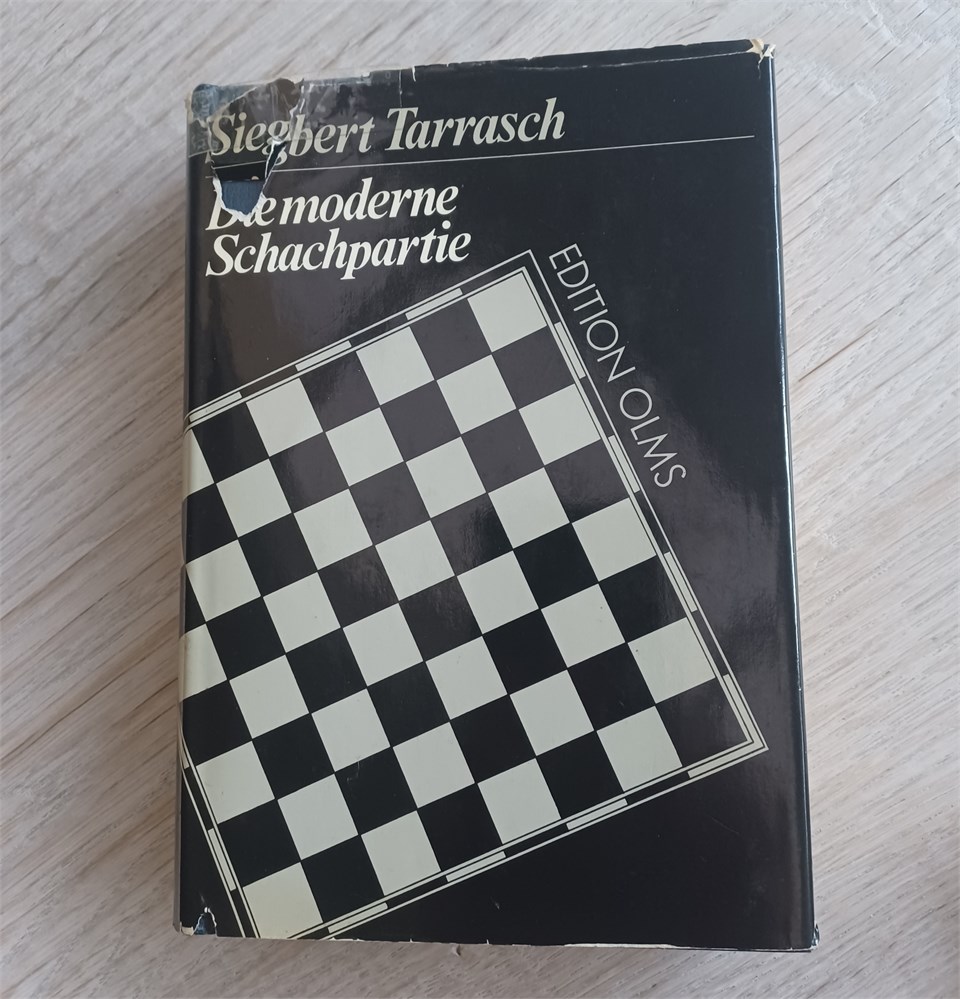 Siegbert Tarrasch
Die moderne
Schachpartie
EDITION OLMS